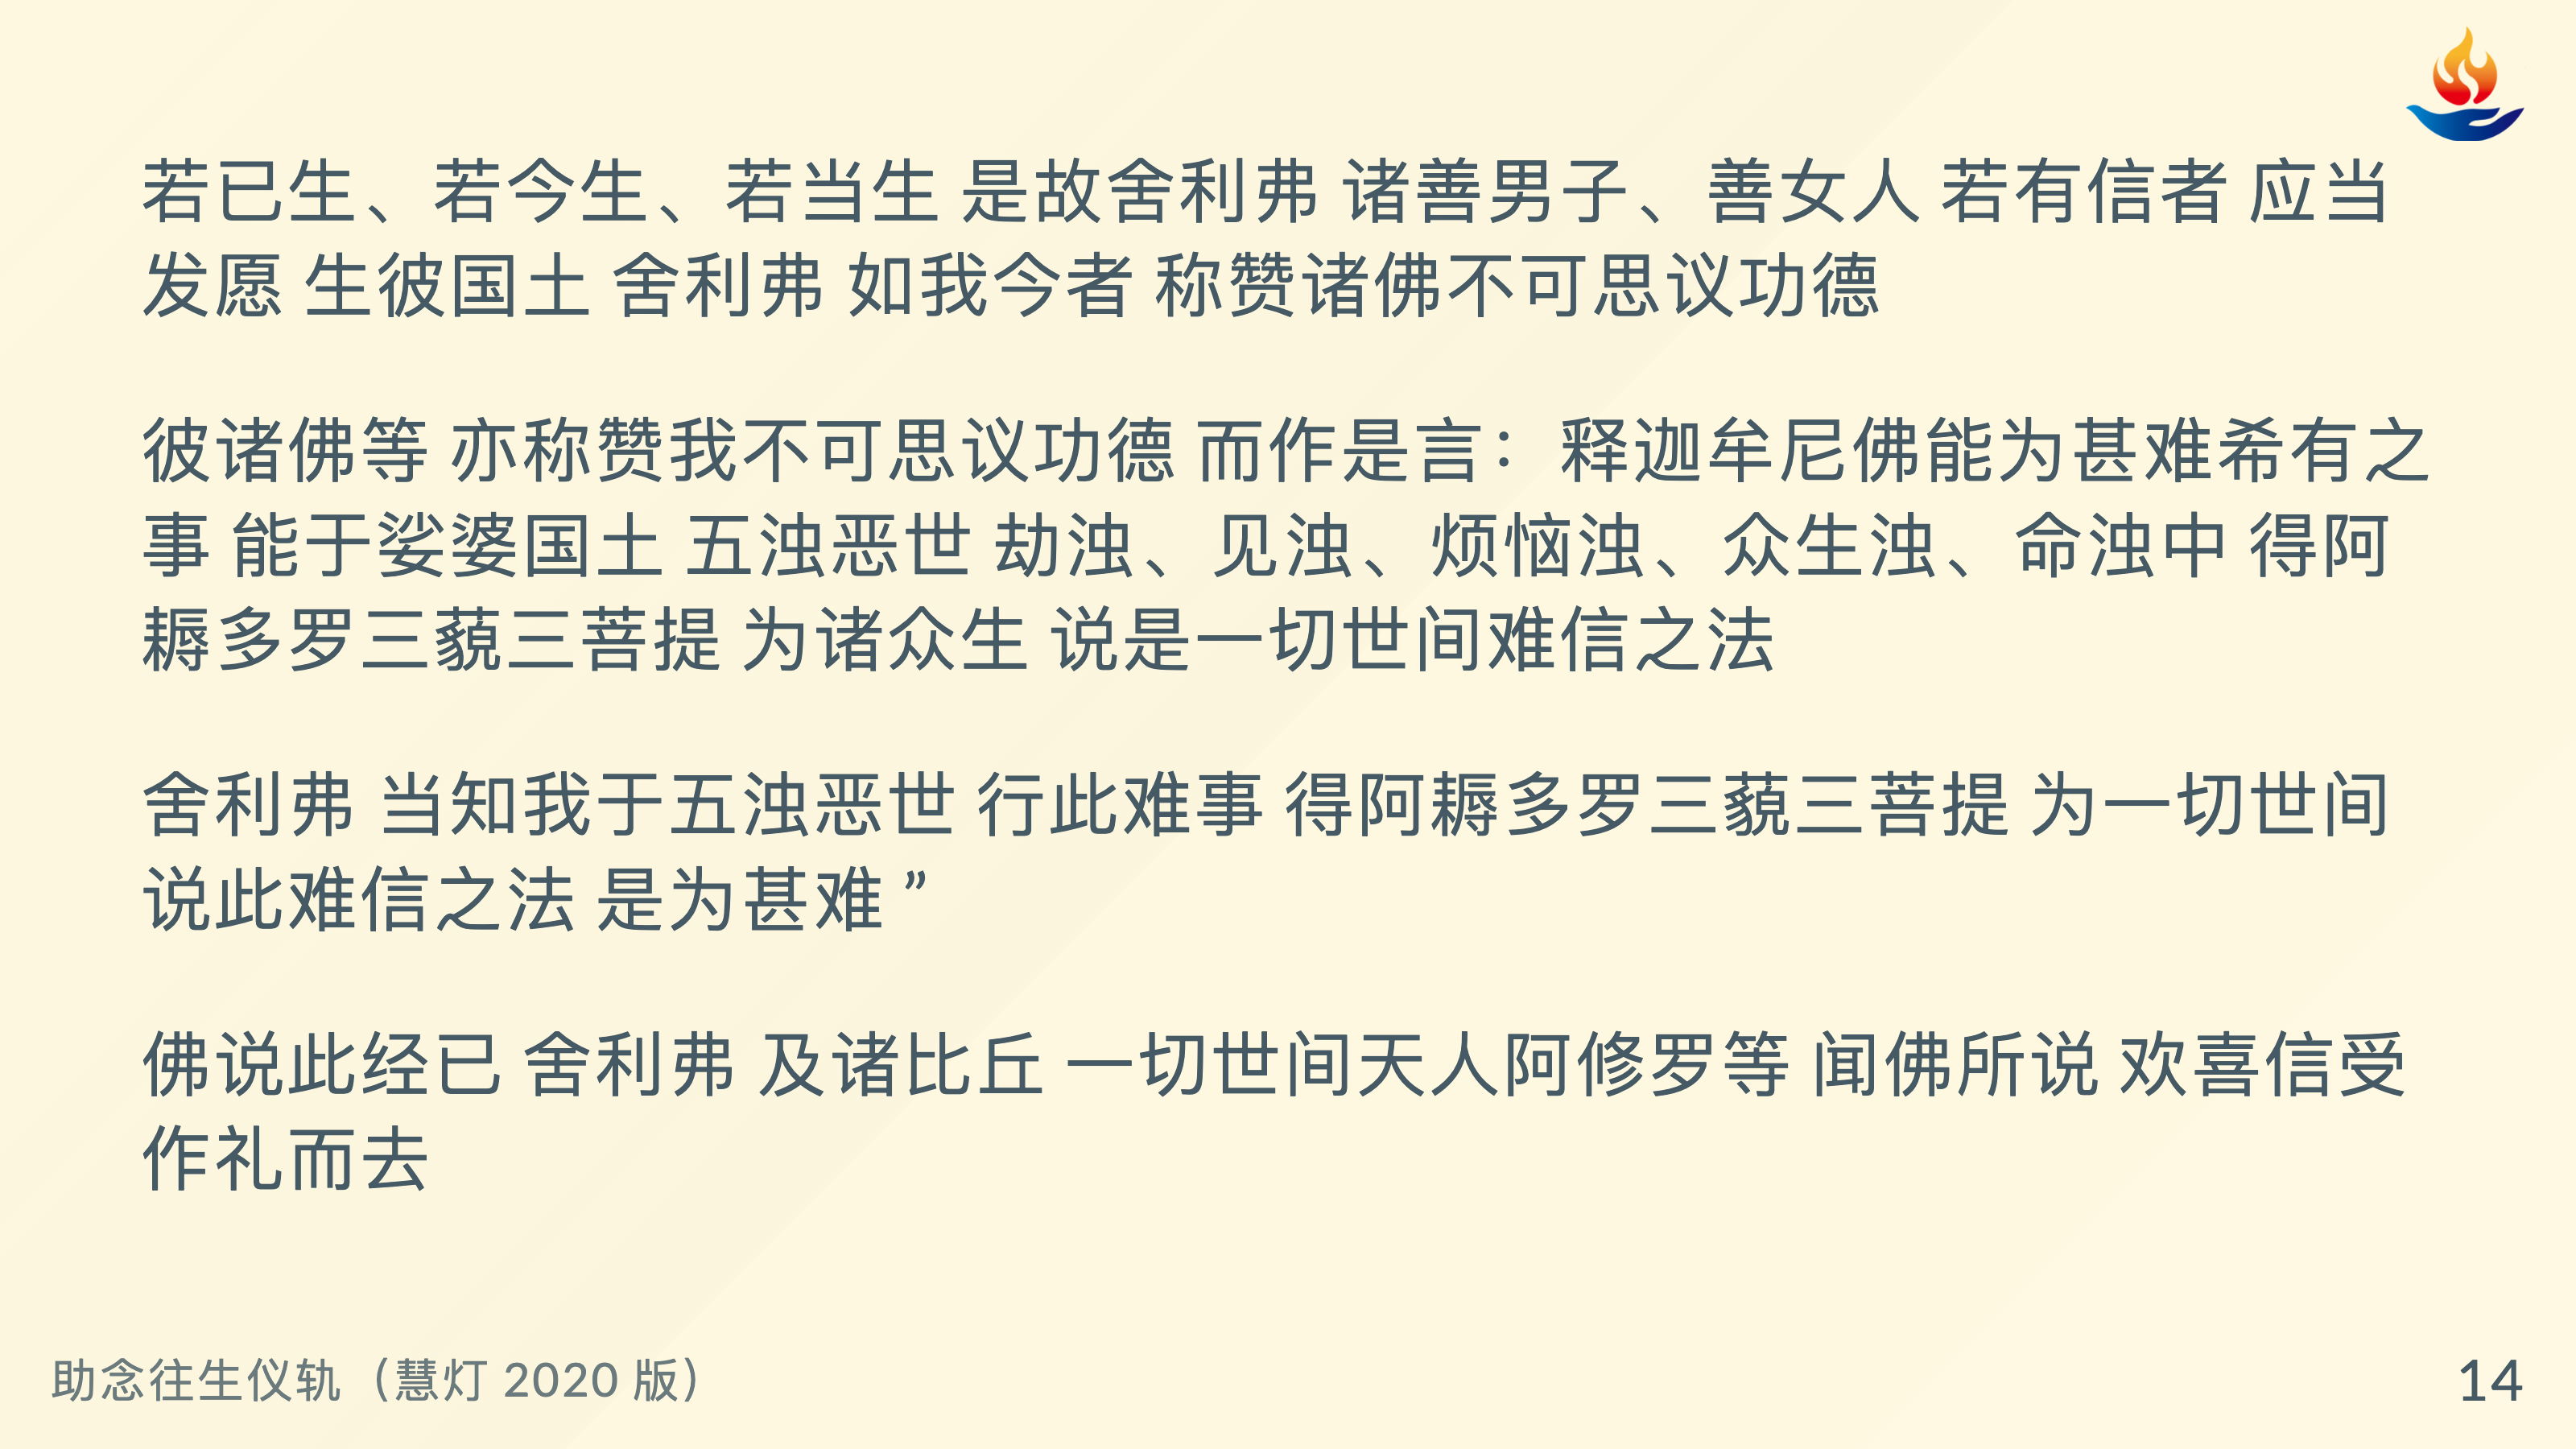 若已生、若今生、若当生 是故舍利弗 诸善男子、善女人 若有信者 应当
发愿 生彼国土 舍利弗 如我今者 称赞诸佛不可思议功德
彼诸佛等 亦称赞我不可思议功德 而作是言：释迦牟尼佛能为甚难希有之
事 能于娑婆国土 五浊恶世 劫浊、见浊、烦恼浊、众生浊、命浊中 得阿
耨多罗三藐三菩提 为诸众生 说是一切世间难信之法
舍利弗 当知我于五浊恶世 行此难事 得阿耨多罗三藐三菩提 为一切世间
说此难信之法 是为甚难 ”
佛说此经已 舍利弗 及诸比丘 一切世间天人阿修罗等 闻佛所说 欢喜信受
作礼而去
助念往生仪轨（慧灯 2020 版）
14